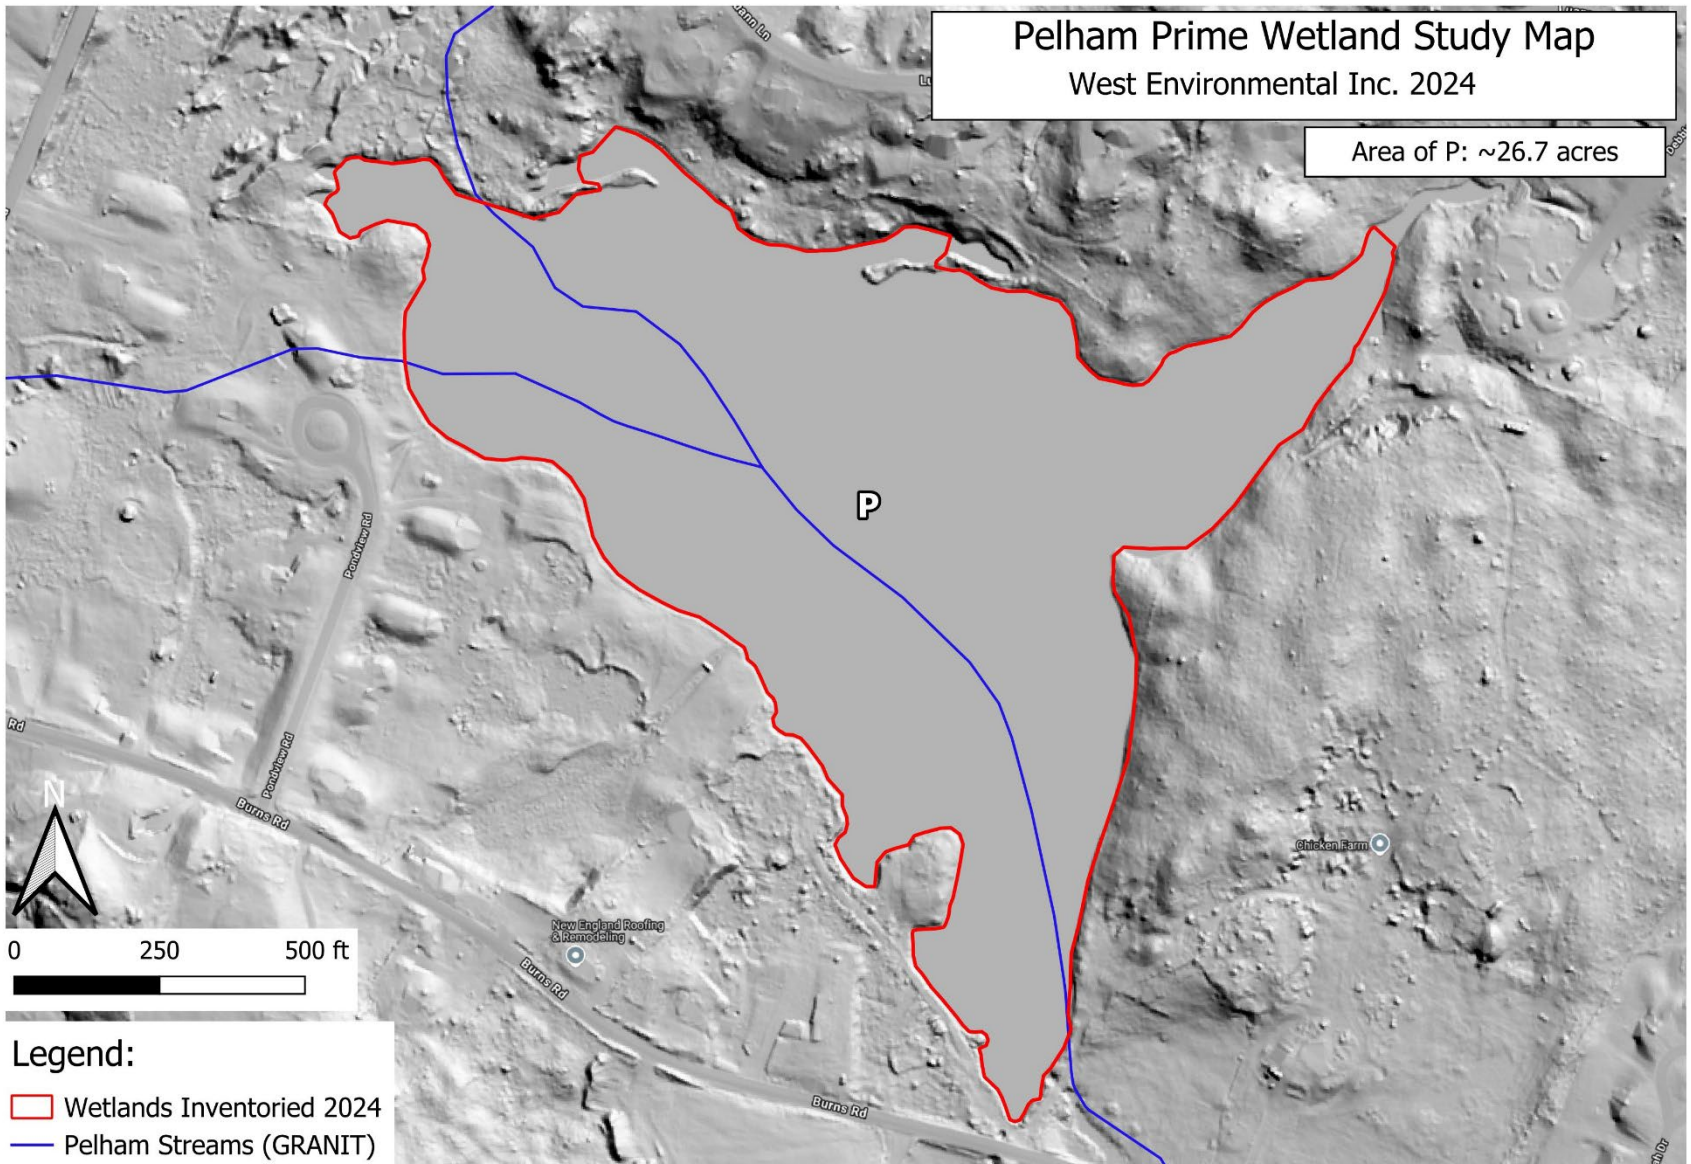 Pelham Prime Wetland Study Map
West Environmental Inc. 2024
Area of P: ~26.7 acres
P
Pondview Rd
Pondview Rd
Rd
Burns Rd
N
Chicken Farm
New England Roofing
& Remodeling
Burns Rd
0 250 500 ft
Burns Rd
Legend:
Wetlands Inventoried 2024
Pelham Streams (GRANIT)